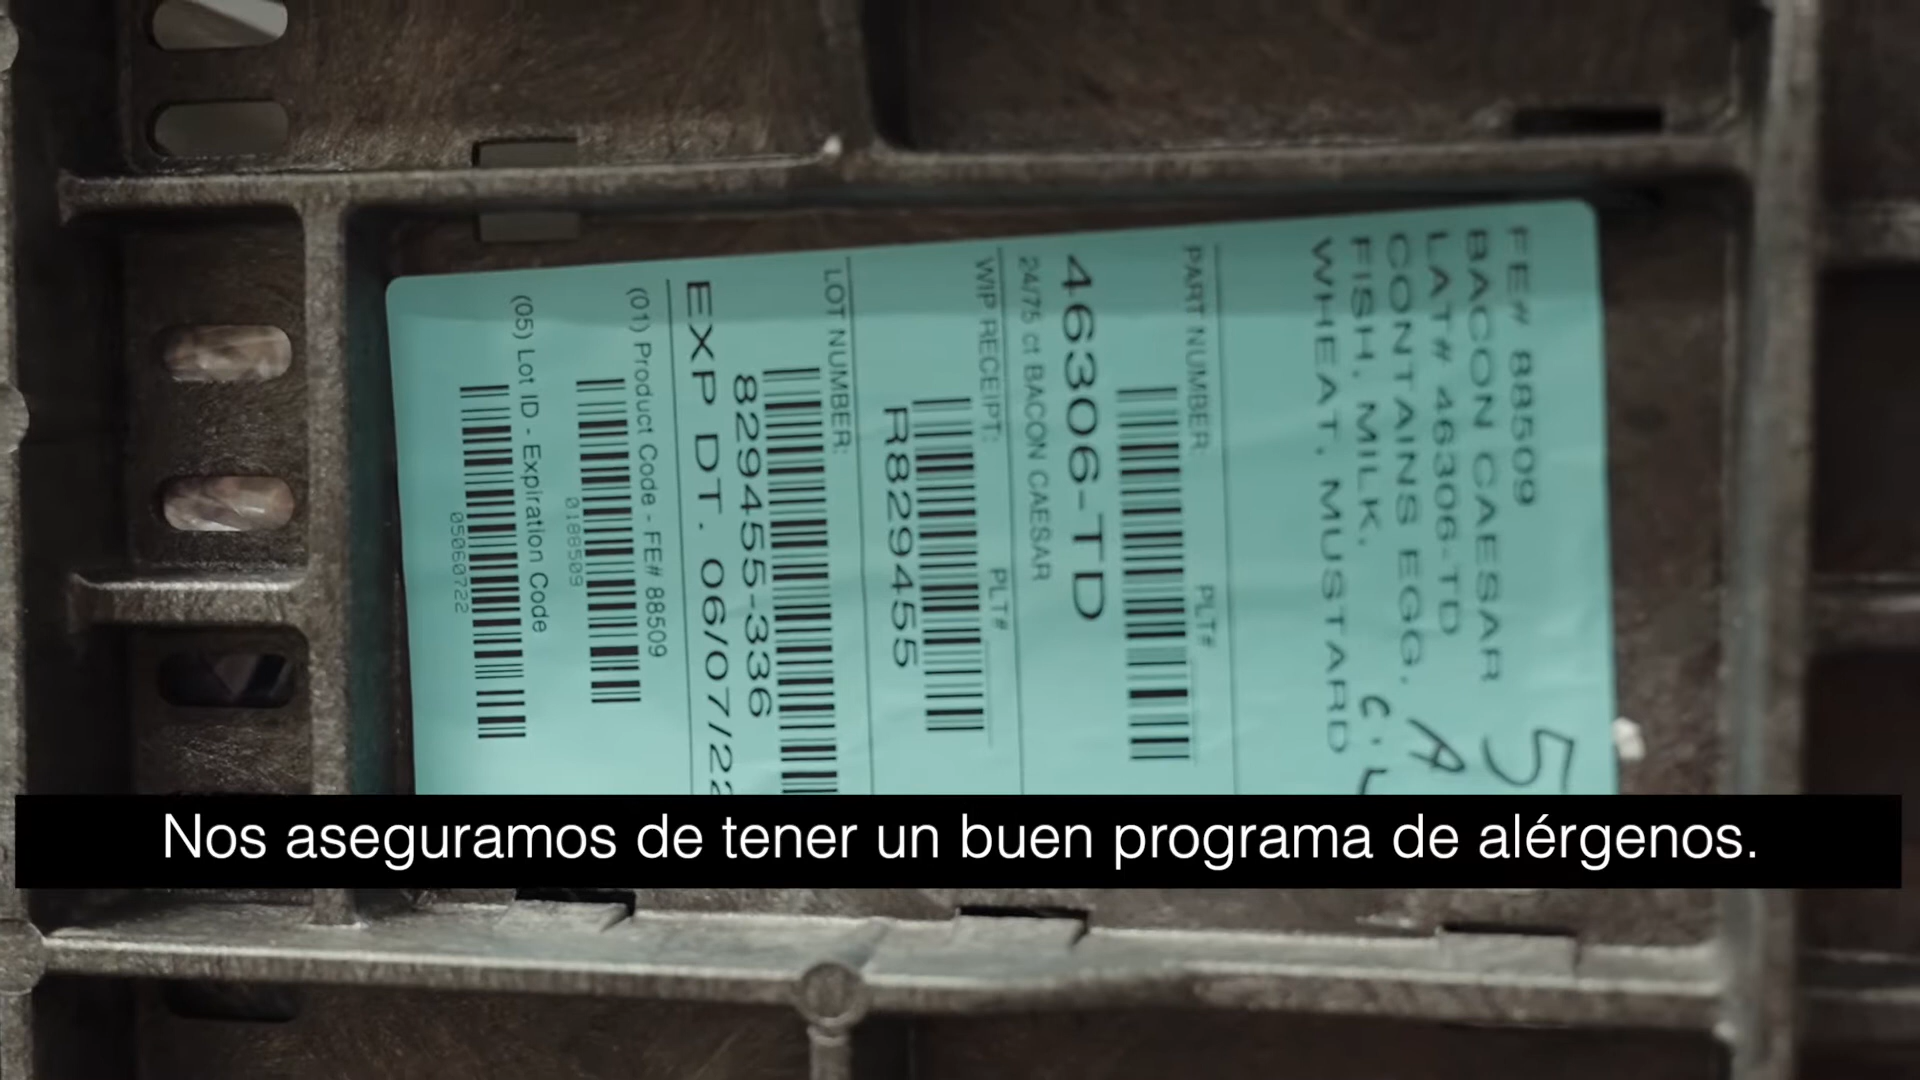 FE# 88509
BACON CAESAR
LAT# 46306-TD
CONTAINS EGG,
FISH, MILK,
WHEAT, MUSTARD
5
A
PART NUMBER:
PLT#
46306-TD
24/75 ct BACON CAESAR
WIP RECEIPT:
PLT#
R829455
LOT NUMBER:
829455-336
EXP DT. 06/07/22
(01) Product Code - FE# 88509
0188509
(05) Lot ID - Expiration Code
05060722
Nos aseguramos de tener un buen programa de alérgenos.